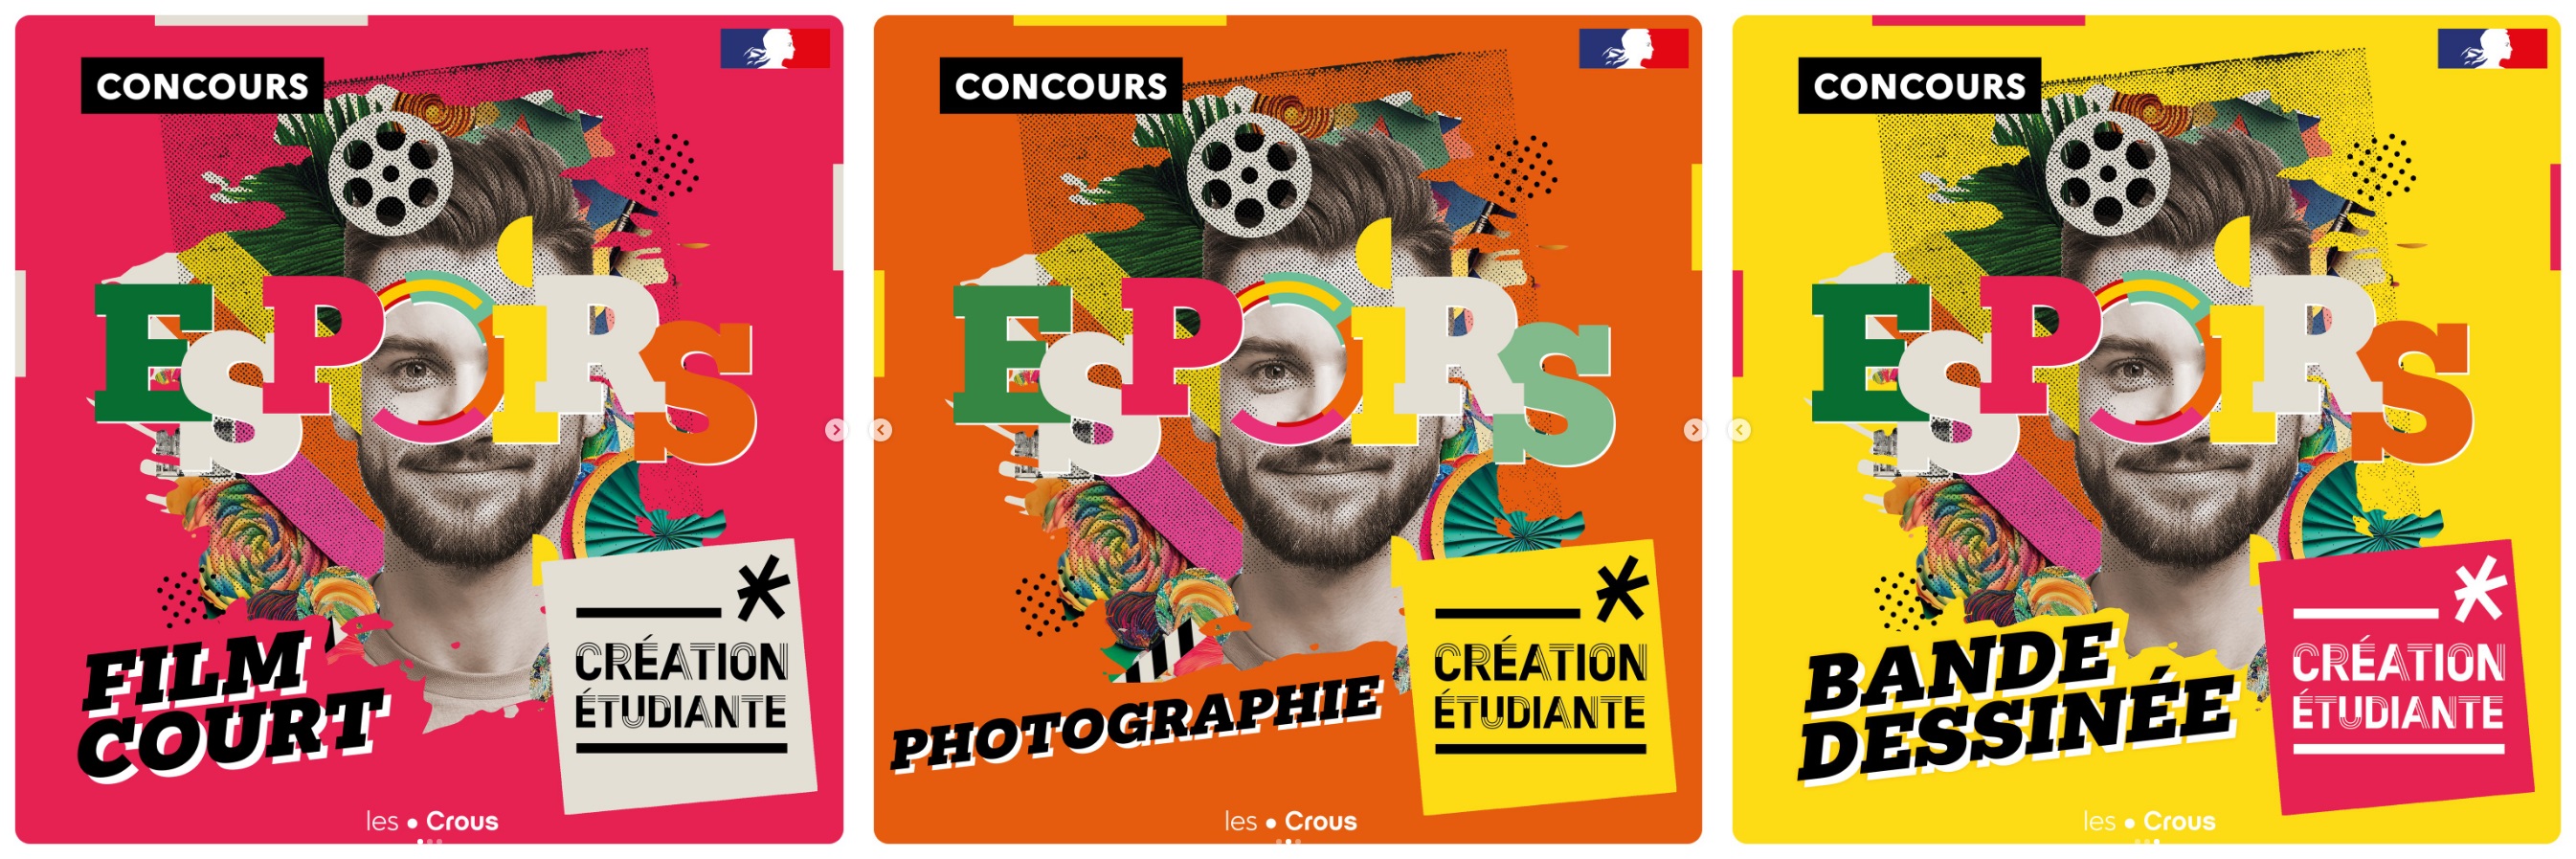 CONCOURS
ESPOiRS
FILM
COURT
CRÉATION
ÉTUDIANTE
les • Crous
CONCOURS
ESPOiRS
PHOTOGRAPHIE
CRÉATION
ÉTUDIANTE
les • Crous
CONCOURS
ESPOiRS
BANDE
DESSINÉE
CRÉATION
ÉTUDIANTE
les • Crous